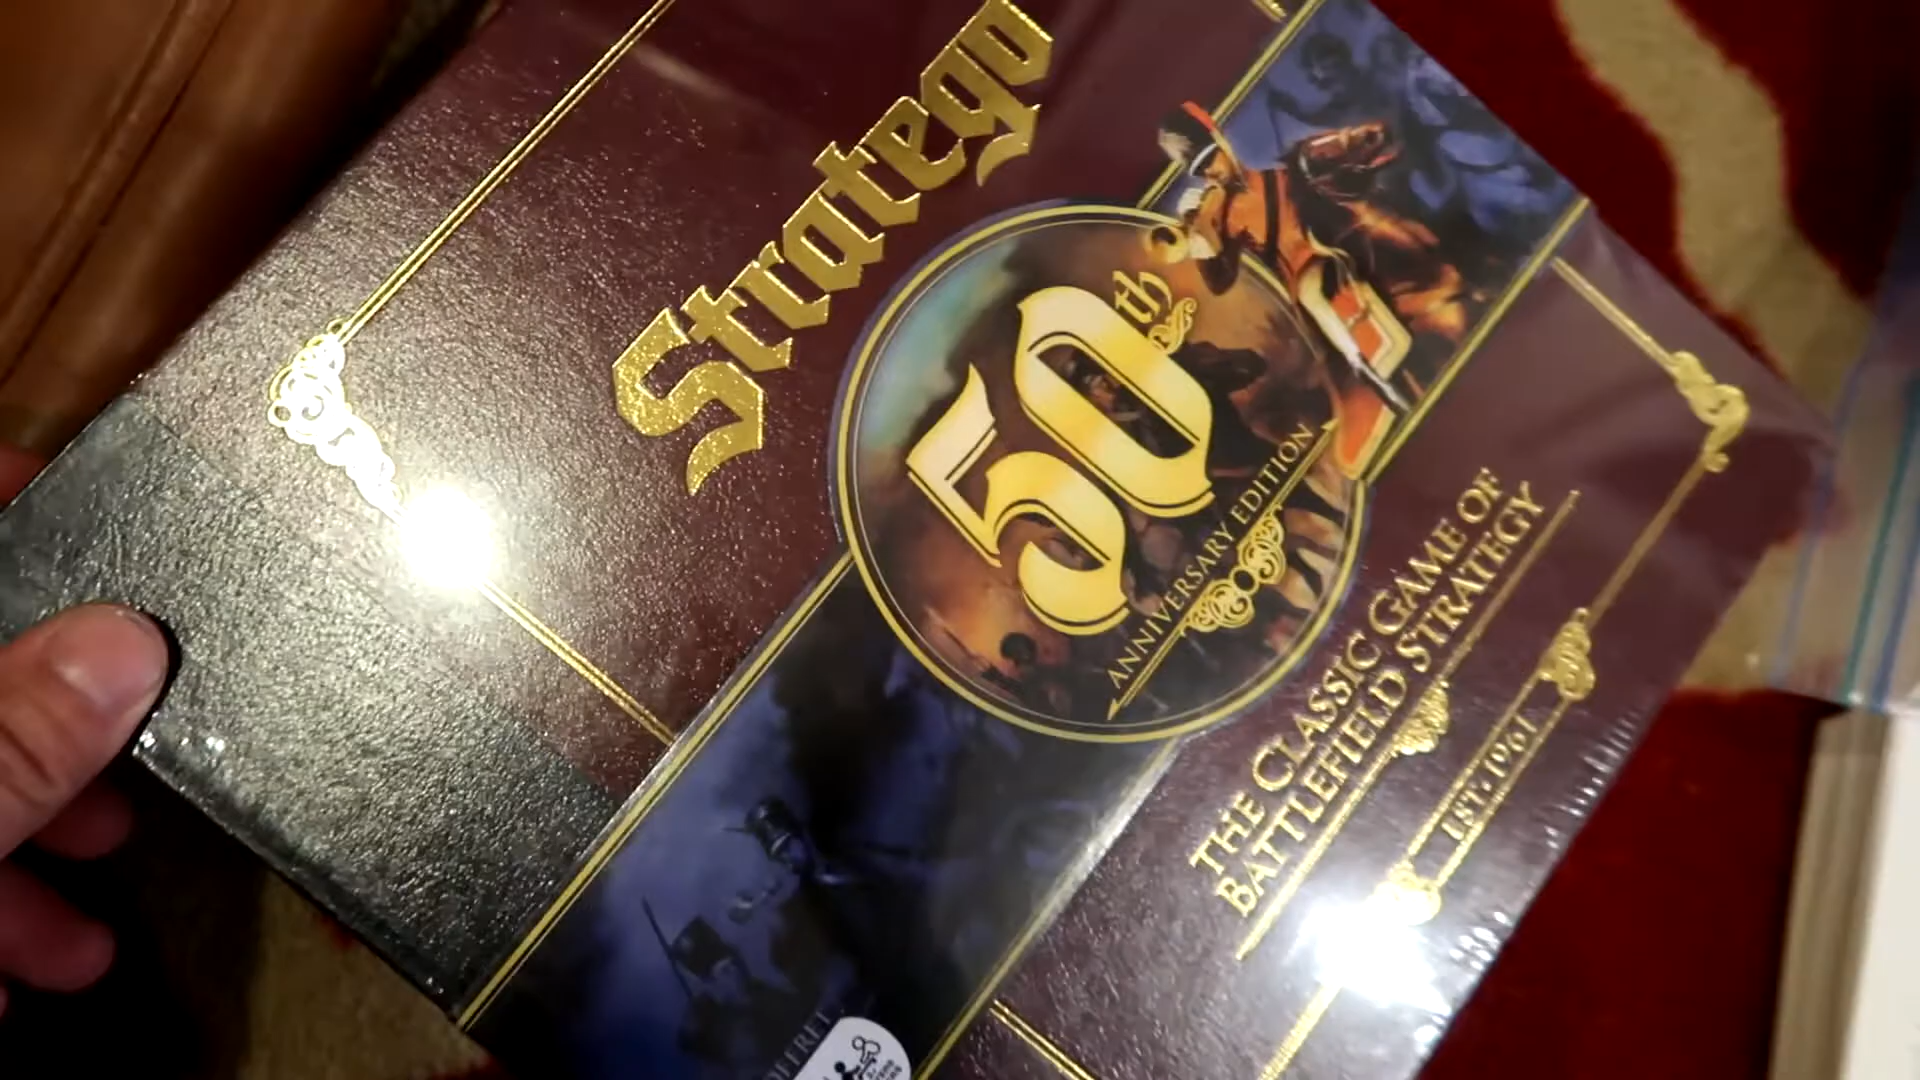 Stratego
50th
ANNIVERSARY EDITION
THE CLASSIC GAME OF
BATTLEFIELD STRATEGY
EST. 1961